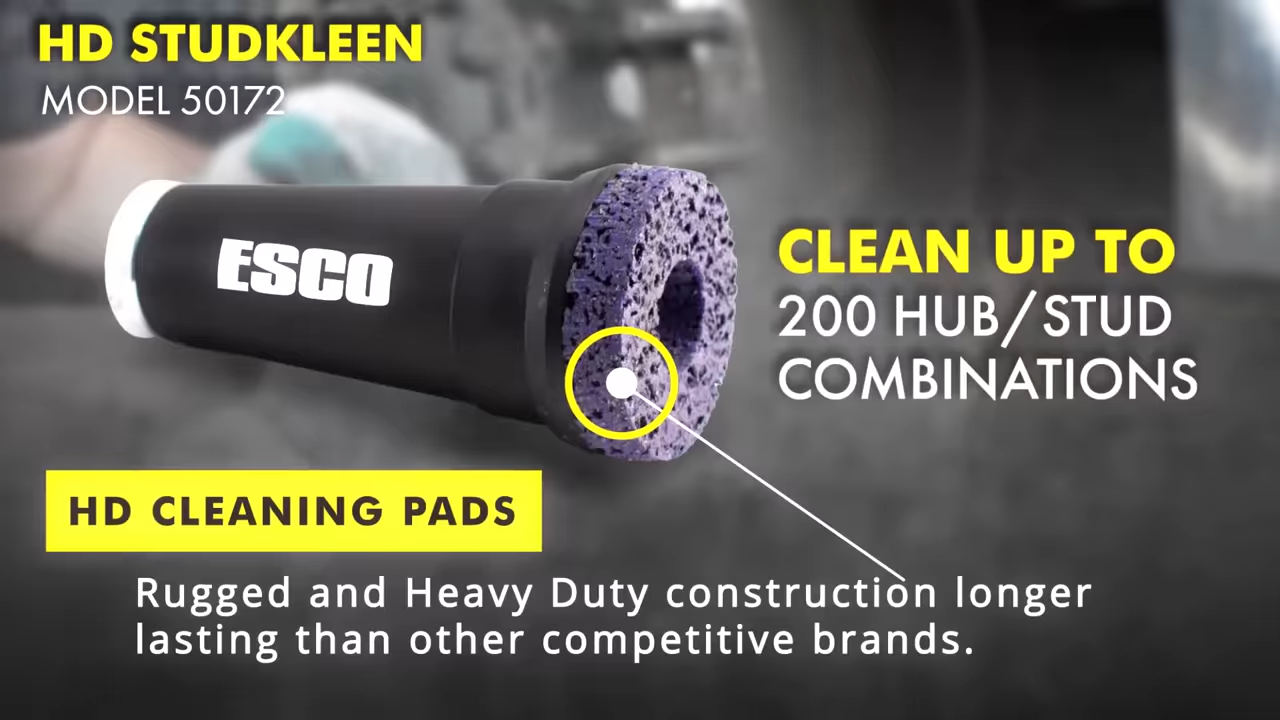 HD STUDKLEEN
MODEL 50172
ESCO
CLEAN UP TO
200 HUB/STUD
COMBINATIONS
HD CLEANING PADS
Rugged and Heavy Duty construction longer
lasting than other competitive brands.